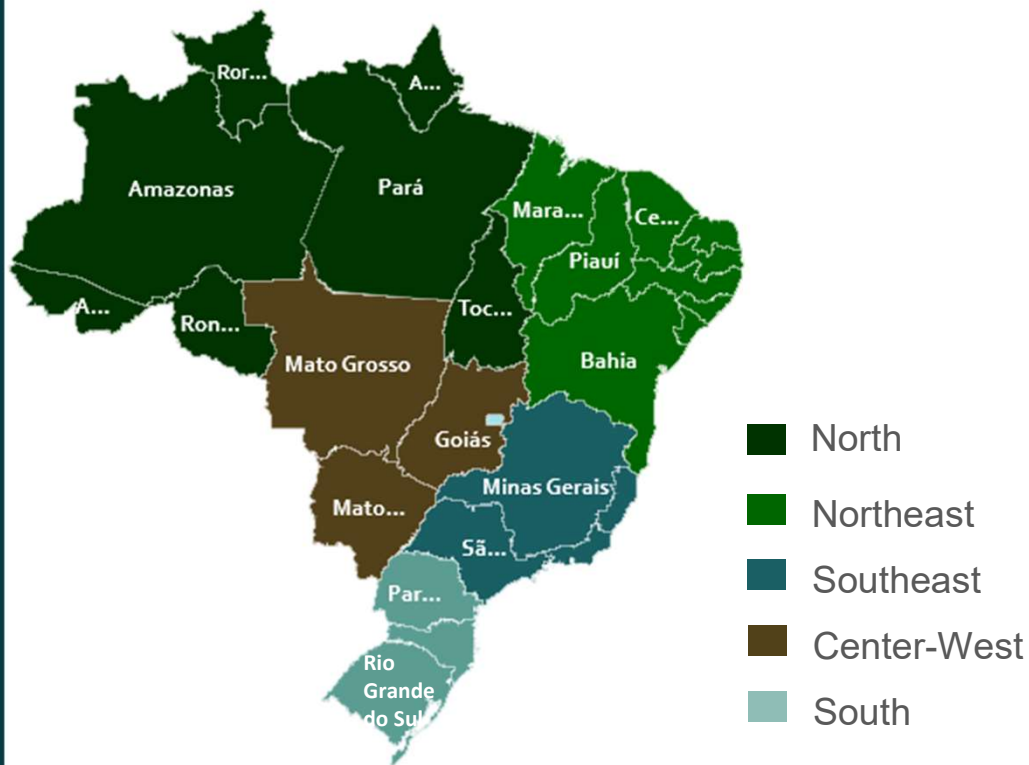 Ror...
A...
Amazonas
Pará
Mara...
Ce...
Piauí
A...
Ron...
Toc...
Mato Grosso
Bahia
Goiás
Minas Gerais
Mato...
Sã...
Par...
Rio
Grande
do Sul
North
Northeast
Southeast
Center-West
South